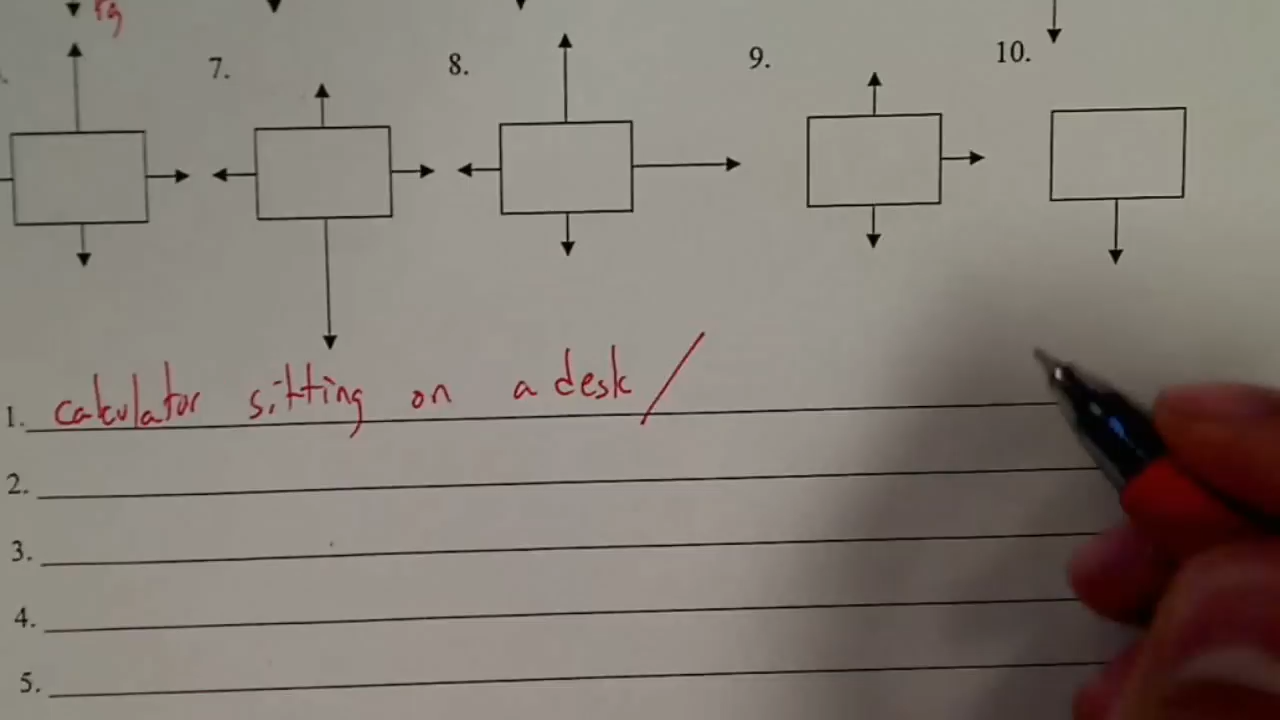 Fg
7. 8. 9. 10.
1. calculator sitting on a desk /
2.
3.
4.
5.